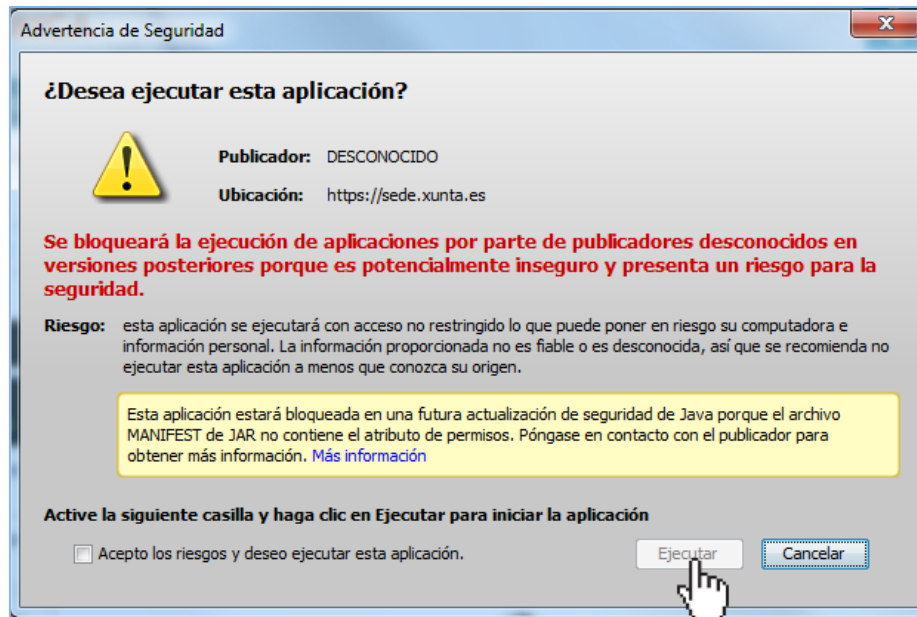 Advertencia de Seguridad
x
¿Desea ejecutar esta aplicación?
Publicador: DESCONOCIDO
Ubicación: https://sede.xunta.es
Se bloqueará la ejecución de aplicaciones por parte de publicadores desconocidos en
versiones posteriores porque es potencialmente inseguro y presenta un riesgo para la
seguridad.
Riesgo: esta aplicación se ejecutará con acceso no restringido lo que puede poner en riesgo su computadora e
información personal. La información proporcionada no es fiable o es desconocida, así que se recomienda no
ejecutar esta aplicación a menos que conozca su origen.
Esta aplicación estará bloqueada en una futura actualización de seguridad de Java porque el archivo
MANIFEST de JAR no contiene el atributo de permisos. Póngase en contacto con el publicador para
obtener más información. Más información
Active la siguiente casilla y haga clic en Ejecutar para iniciar la aplicación
Acepto los riesgos y deseo ejecutar esta aplicación.
Ejecutar
Cancelar